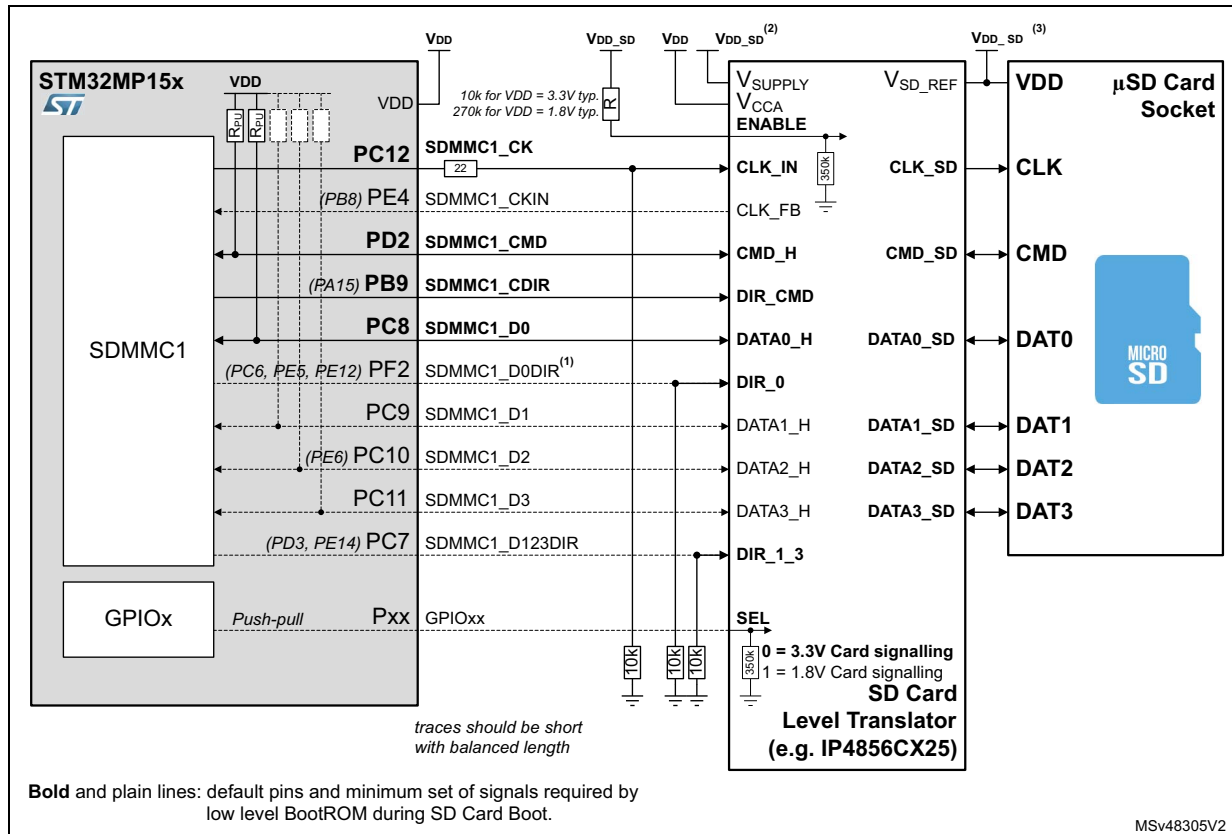 VDD
VDD_SD
VDD
VDD_SD(2)
VDD_SD (3)
STM32MP15x
ST
VDD
VDD
RPU
RPU
10k for VDD = 3.3V typ.
270k for VDD = 1.8V typ.
R
VSUPPLY
VCCA
ENABLE
350k
VSD_REF
VDD
µSD Card
Socket
PC12
SDMMC1_CK
22
CLK_IN
CLK_SD
CLK
(PB8) PE4
SDMMC1_CKIN
CLK_FB
PD2
SDMMC1_CMD
CMD_H
CMD_SD
CMD
(PA15) PB9
SDMMC1_CDIR
DIR_CMD
SDMMC1
PC8
SDMMC1_D0
DATA0_H
DATA0_SD
DAT0
MICRO
SD
(PC6, PE5, PE12) PF2
SDMMC1_D0DIR(1)
DIR_0
PC9
SDMMC1_D1
DATA1_H
DATA1_SD
DAT1
(PE6) PC10
SDMMC1_D2
DATA2_H
DATA2_SD
DAT2
PC11
SDMMC1_D3
DATA3_H
DATA3_SD
DAT3
(PD3, PE14) PC7
SDMMC1_D123DIR
DIR_1_3
GPIOx
Push-pull
Pxx
GPIOxx
SEL
10k
10k
10k
350k
0 = 3.3V Card signalling
1 = 1.8V Card signalling
SD Card
Level Translator
(e.g. IP4856CX25)
traces should be short
with balanced length
Bold and plain lines: default pins and minimum set of signals required by
low level BootROM during SD Card Boot.
MSv48305V2